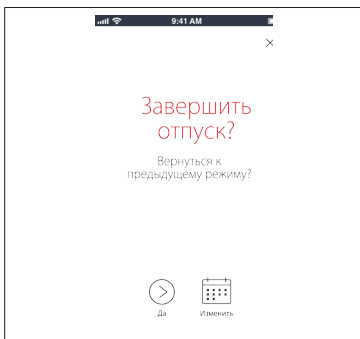 9:41 AM
Завершить
отпуск?
Вернуться к
предыдущему режиму?
Да
Изменить